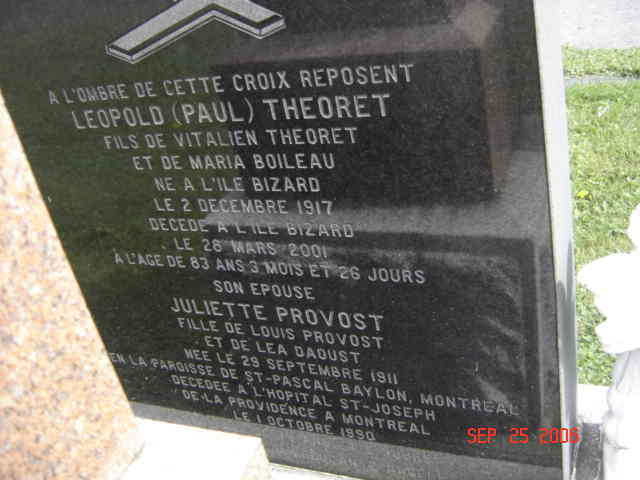 A L'OMBRE DE CETTE CROIX REPOSENT
LEOPOLD (PAUL) THEORET
FILS DE VITALIEN THEORET
ET DE MARIA BOILEAU
NE A L'ILE BIZARD
LE 2 DECEMBRE 1917
DECEDE A L'ILE BIZARD
LE 28 MARS 2001
A L'AGE DE 83 ANS 3 MOIS ET 26 JOURS
SON EPOUSE
JULIETTE PROVOST
FILLE DE LOUIS PROVOST
ET DE LEA DAOUST
NEE LE 29 SEPTEMBRE 1911
EN LA PAROISSE DE ST-PASCAL BAYLON, MONTREAL
DECEDEE A L'HOPITAL ST-JOSEPH
DE LA PROVIDENCE A MONTREAL
LE 1 OCTOBRE 1990
SEP 25 2006